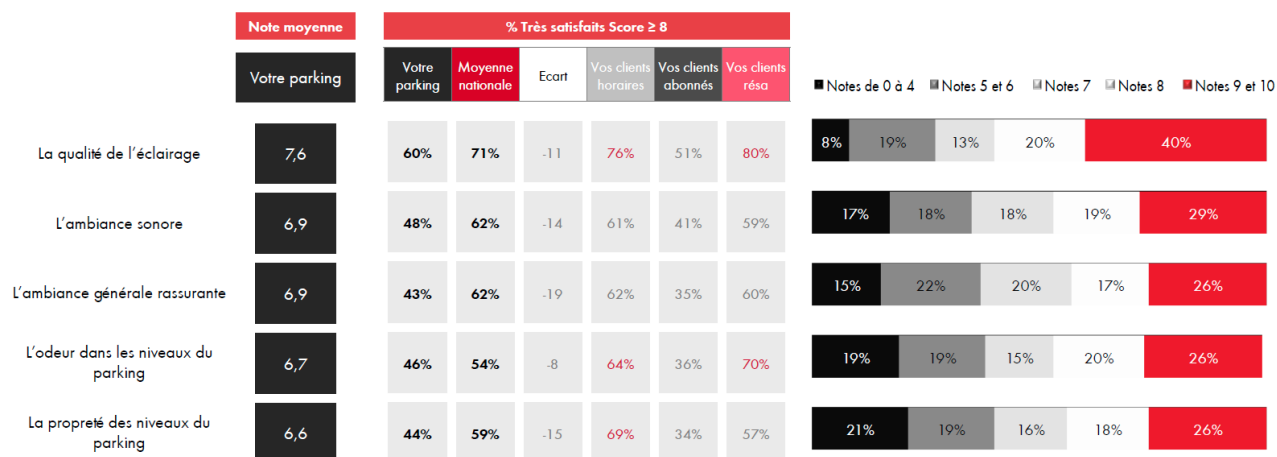 Note moyenne
% Très satisfaits Score ≥ 8
Votre parking
Votre parking
Moyenne nationale
Ecart
Vos clients horaires
Vos clients abonnés
Vos clients résa
Notes de 0 à 4
Notes 5 et 6
Notes 7
Notes 8
Notes 9 et 10
La qualité de l'éclairage
7,6
60%
71%
-11
76%
51%
80%
8%
19%
13%
20%
40%
L'ambiance sonore
6,9
48%
62%
-14
61%
41%
59%
17%
18%
18%
19%
29%
L'ambiance générale rassurante
6,9
43%
62%
-19
62%
35%
60%
15%
22%
20%
17%
26%
L'odeur dans les niveaux du
parking
6,7
46%
54%
-8
64%
36%
70%
19%
19%
15%
20%
26%
La propreté des niveaux du
parking
6,6
44%
59%
-15
69%
34%
57%
21%
19%
16%
18%
26%